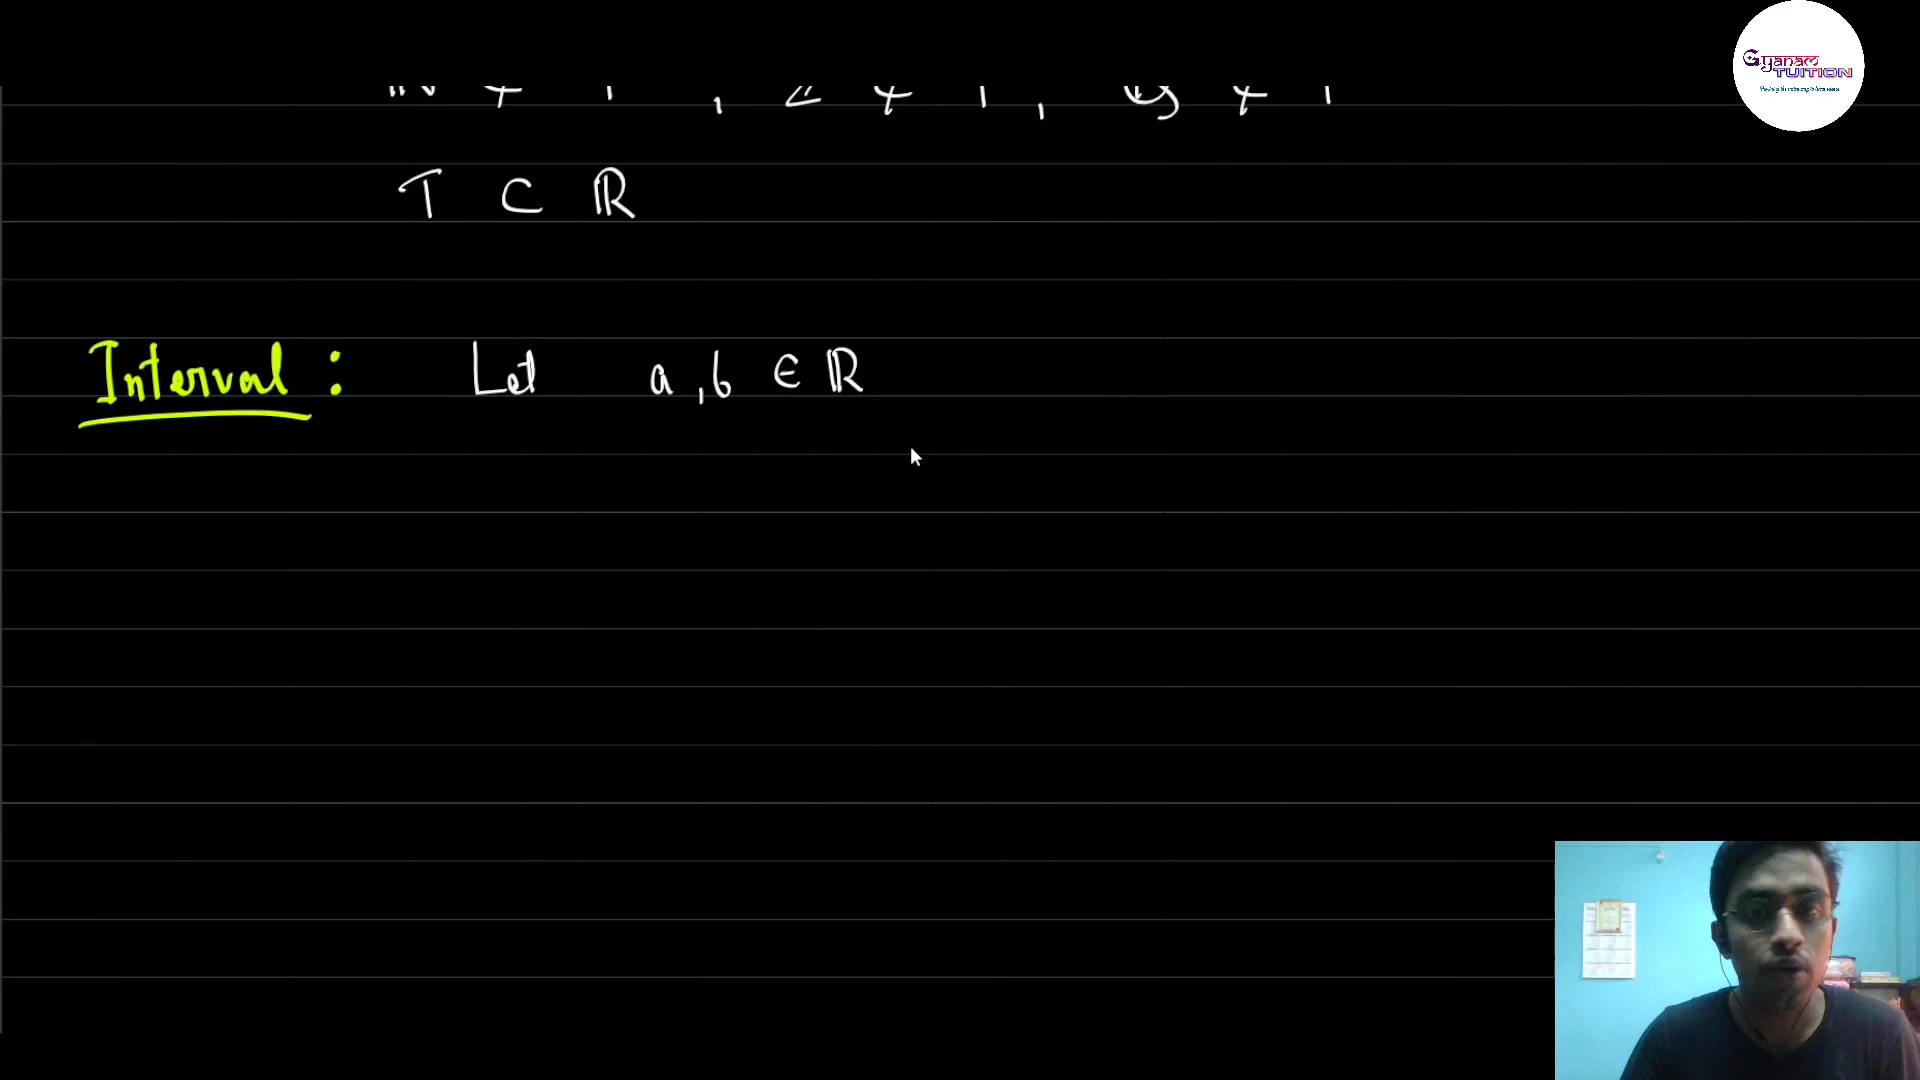 Gyanam
TUITION
T ⊂ ℝ
Interval : Let a, b ∈ ℝ